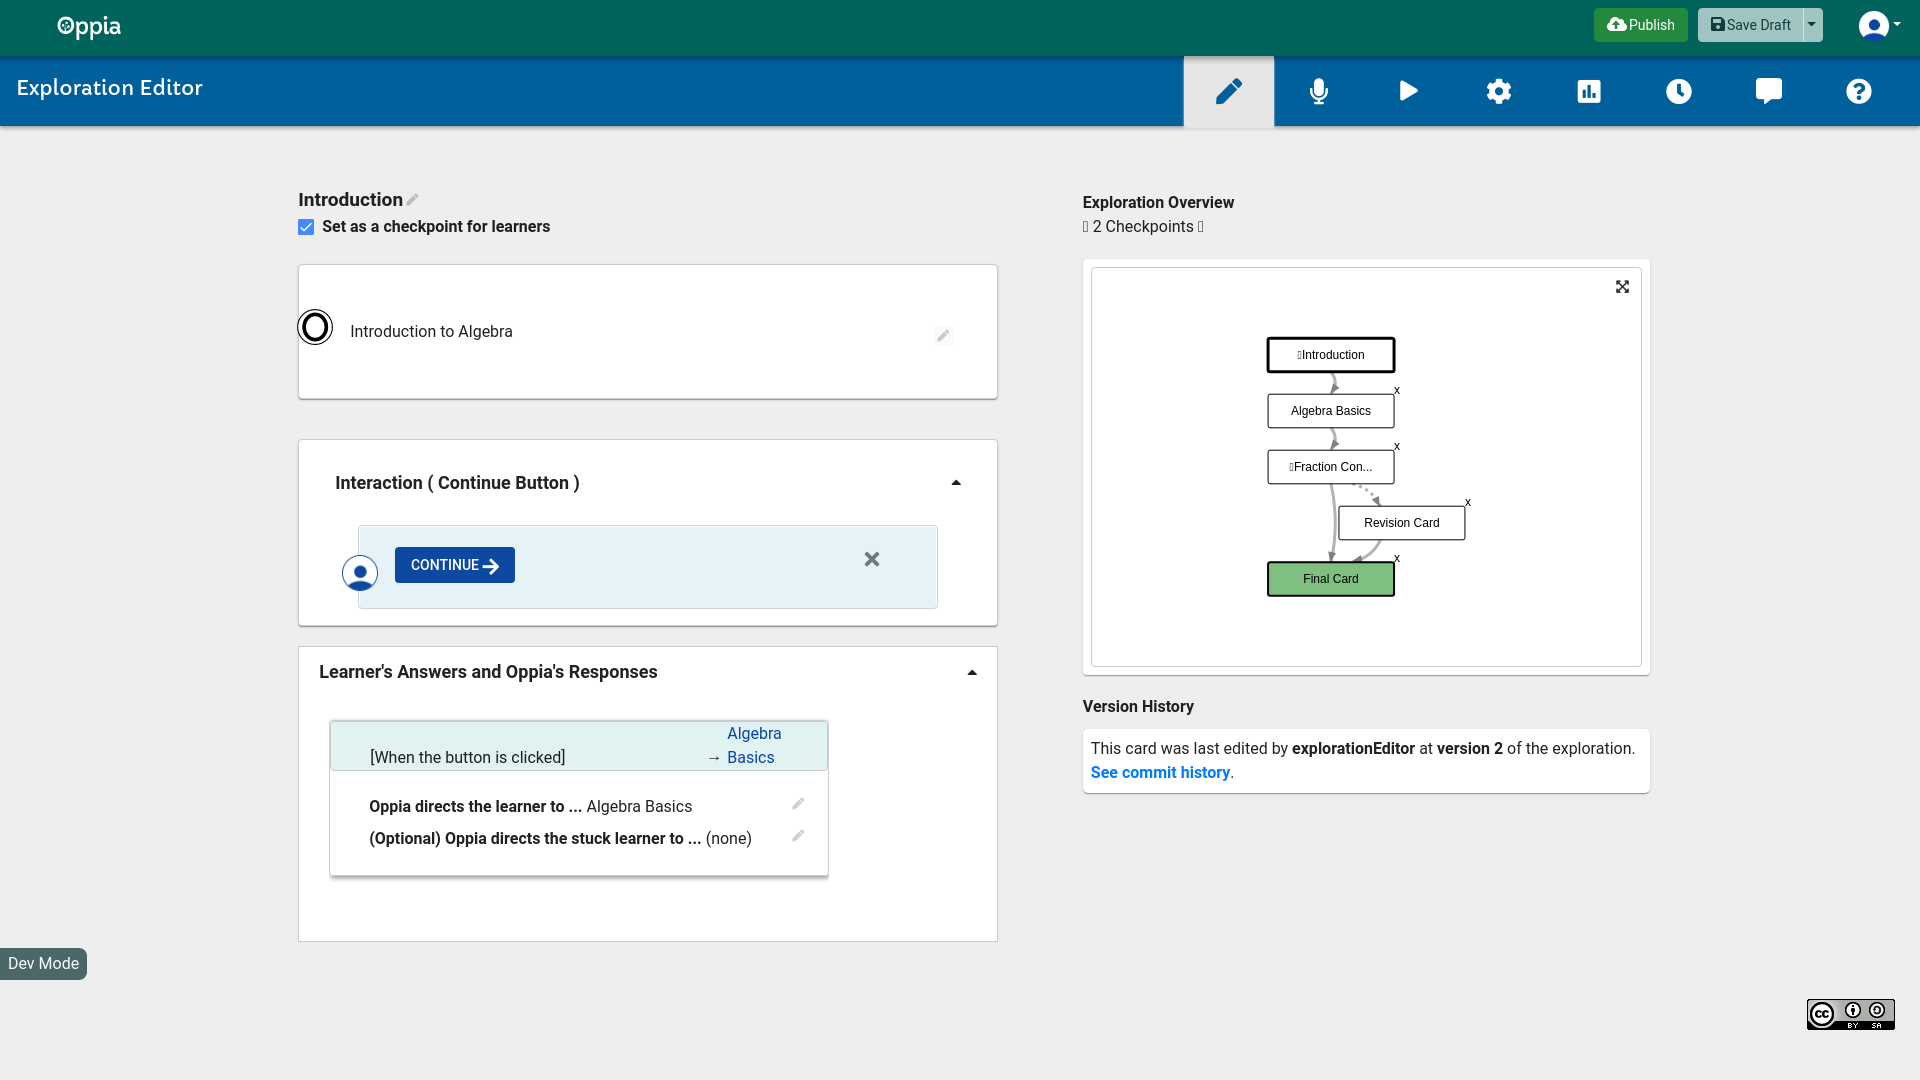 Oppia
Publish
Save Draft
Exploration Editor
Introduction
Set as a checkpoint for learners
Introduction to Algebra
Interaction ( Continue Button )
CONTINUE
Learner's Answers and Oppia's Responses
[When the button is clicked]
→ Algebra
Basics
Oppia directs the learner to ... Algebra Basics
(Optional) Oppia directs the stuck learner to ... (none)
Exploration Overview
2 Checkpoints
Introduction
x
Algebra Basics
x
Fraction Con...
x
Revision Card
x
Final Card
Version History
This card was last edited by explorationEditor at version 2 of the exploration.
See commit history.
Dev Mode
cc
BY SA